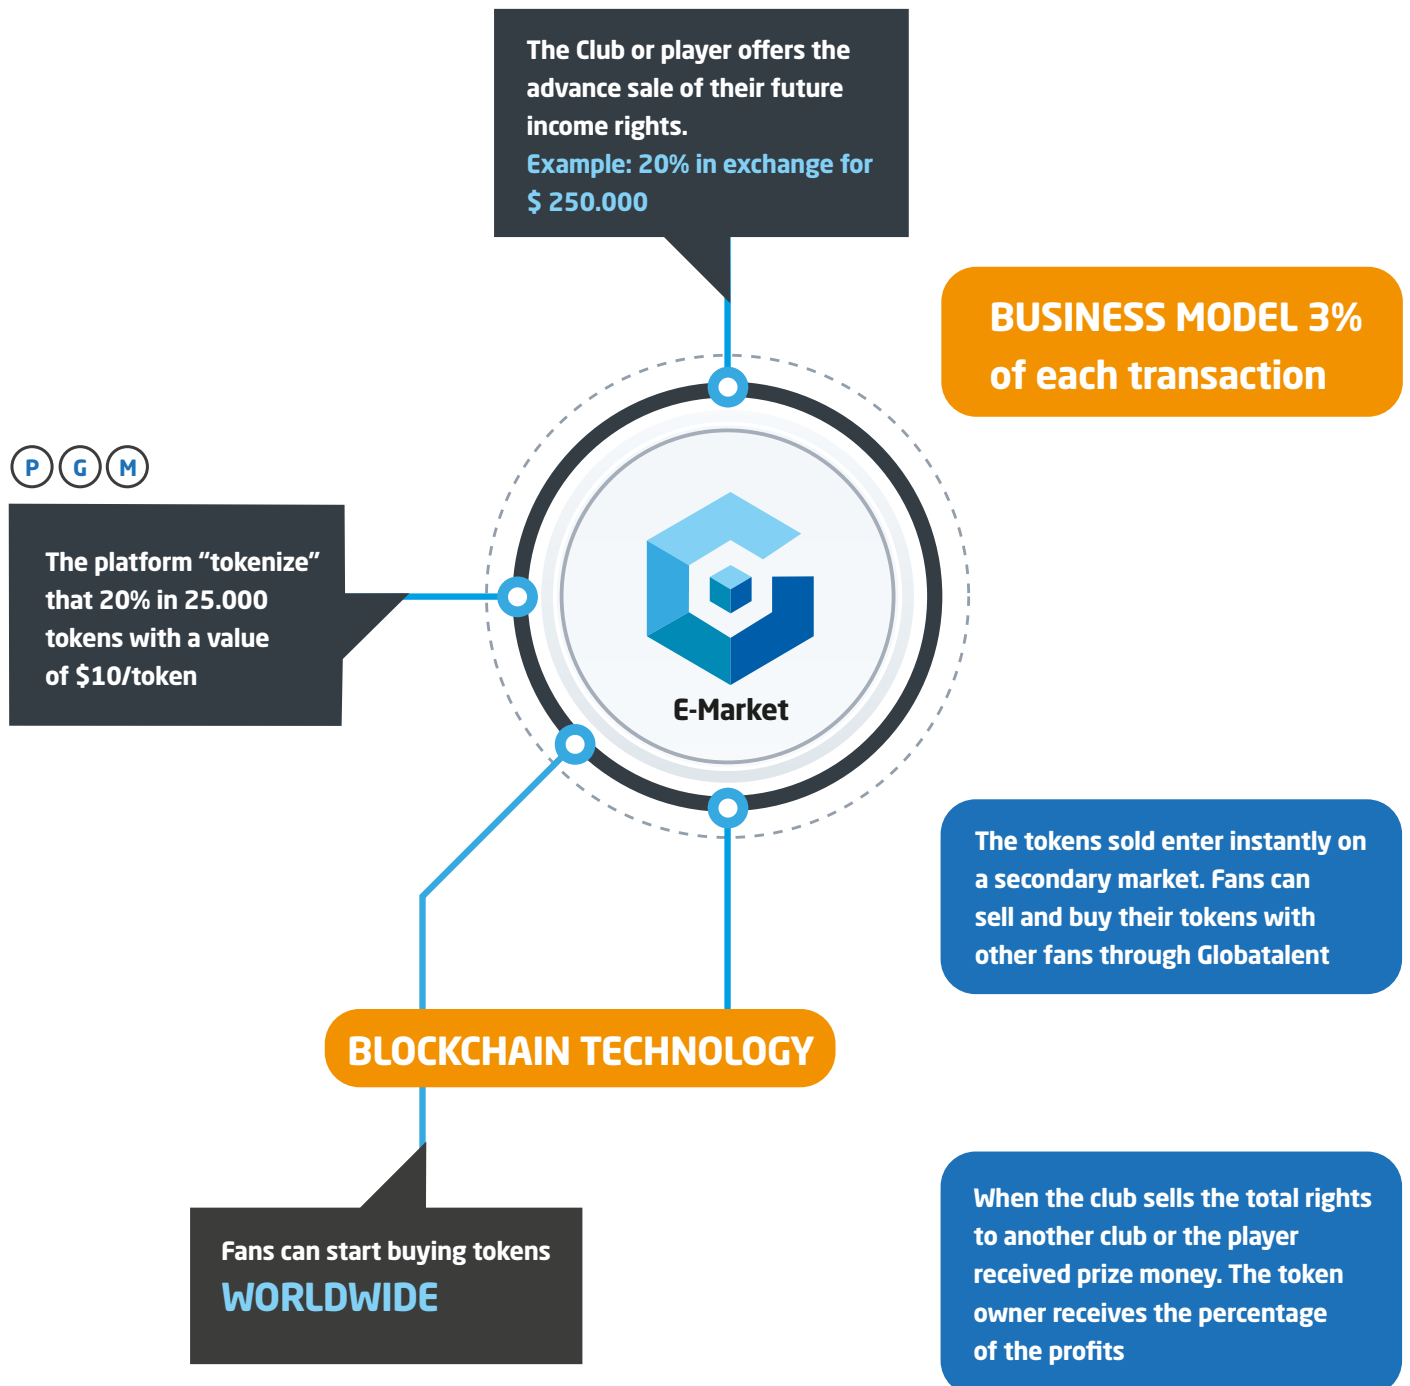 The Club or player offers the
advance sale of their future
income rights.
Example: 20% in exchange for
$ 250.000
BUSINESS MODEL 3%
of each transaction
P G M
The platform “tokenize”
that 20% in 25.000
tokens with a value
of $10/token
E-Market
The tokens sold enter instantly on
a secondary market. Fans can
sell and buy their tokens with
other fans through Globatalent
BLOCKCHAIN TECHNOLOGY
Fans can start buying tokens
WORLDWIDE
When the club sells the total rights
to another club or the player
received prize money. The token
owner receives the percentage
of the profits